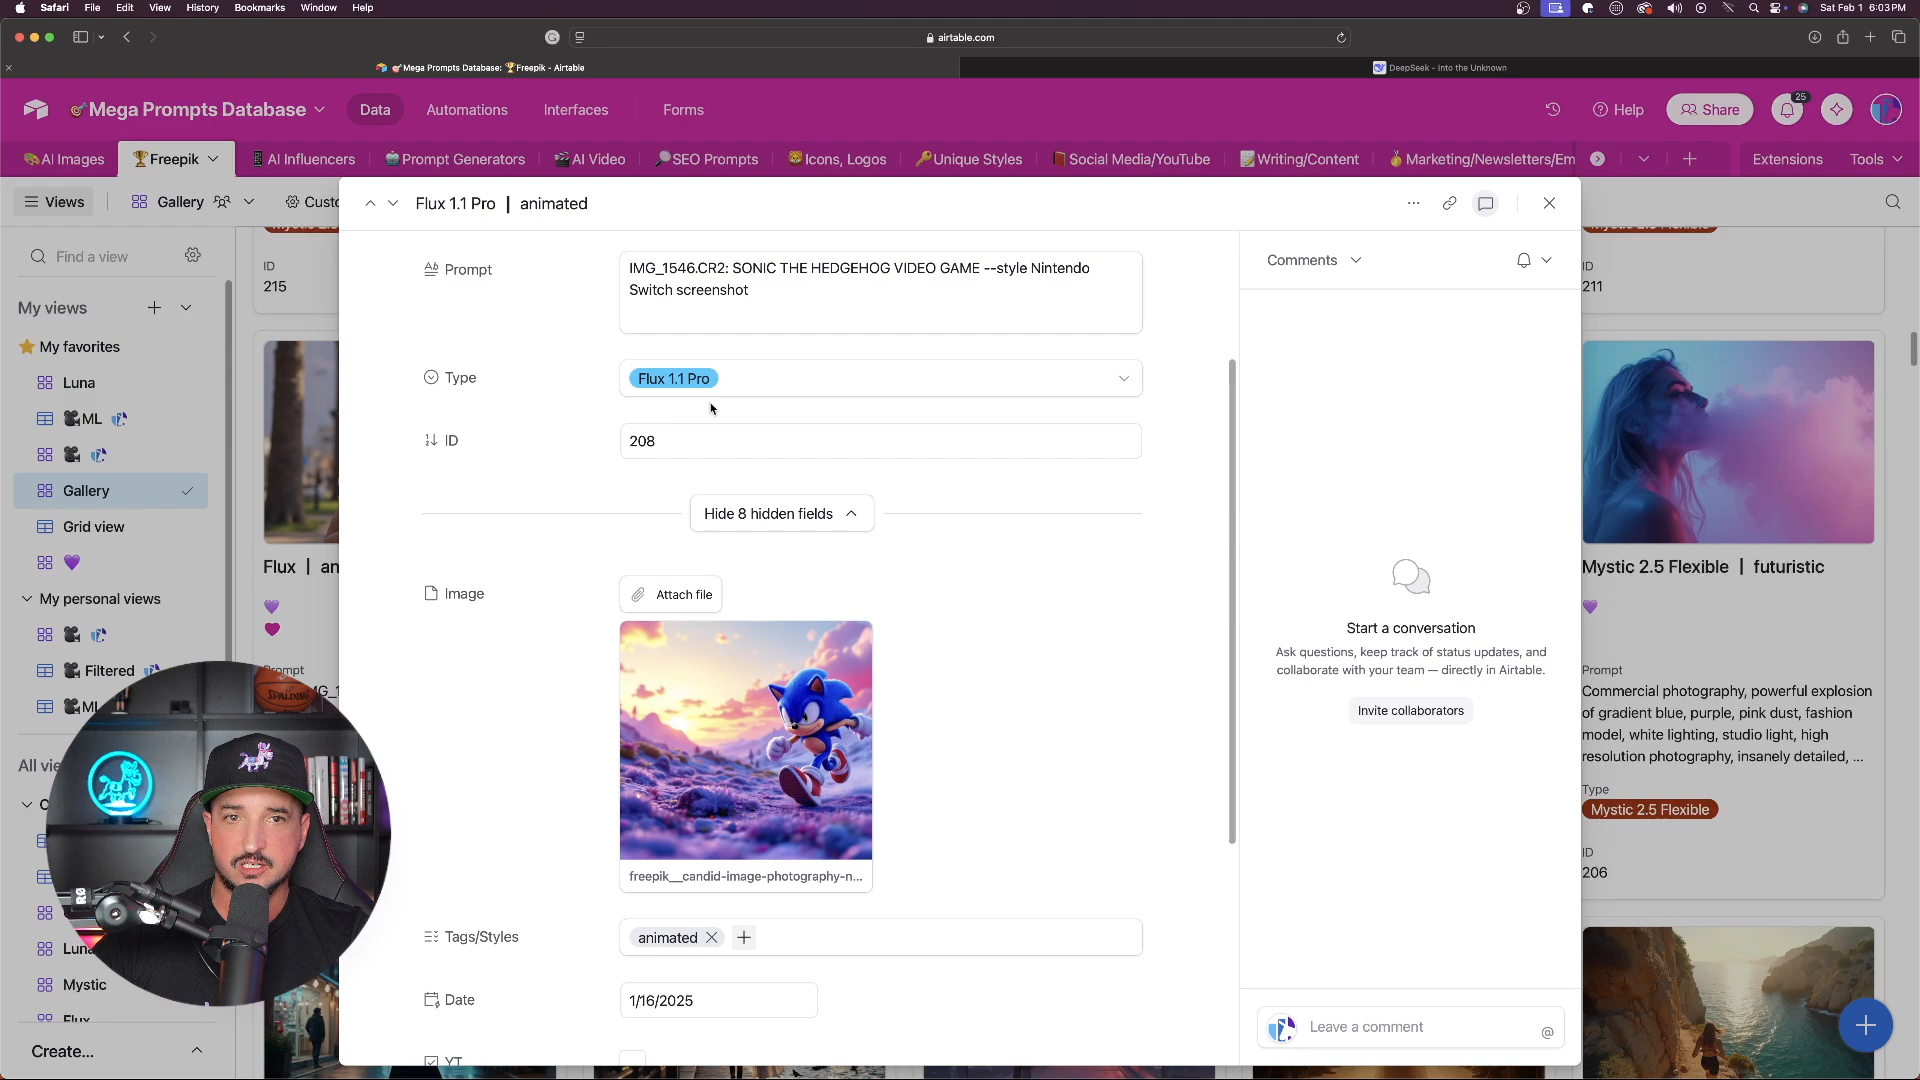 Safari File Edit View History Bookmarks Window Help
Sat Feb 1 6:03 PM
airtable.com
Mega Prompts Database: Freepik - Airtable
DeepSeek - Into the Unknown
Mega Prompts Database
Data
Automations
Interfaces
Forms
Help
Share
25
AI Images
Freepik
AI Influencers
Prompt Generators
AI Video
SEO Prompts
Icons, Logos
Unique Styles
Social Media/YouTube
Writing/Content
Marketing/Newsletters/Em
Extensions
Tools
Views
Gallery
Custo
Flux 1.1 Pro | animated
Find a view
My views
My favorites
Luna
ML
Gallery
Grid view
My personal views
Filtered
ML
All vie
C
Luna
Mystic
Flux
Create...
ID
215
Flux | an
Prompt
Prompt
IMG_1546.CR2: SONIC THE HEDGEHOG VIDEO GAME --style Nintendo
Switch screenshot
Type
Flux 1.1 Pro
ID
208
Hide 8 hidden fields
Image
Attach file
freepik__candid-image-photography-n...
Tags/Styles
animated
Date
1/16/2025
YT
Comments
Start a conversation
Ask questions, keep track of status updates, and
collaborate with your team — directly in Airtable.
Invite collaborators
Leave a comment
@
ID
211
Mystic 2.5 Flexible | futuristic
Prompt
Commercial photography, powerful explosion
of gradient blue, purple, pink dust, fashion
model, white lighting, studio light, high
resolution photography, insanely detailed, ...
Type
Mystic 2.5 Flexible
ID
206
SPALDING